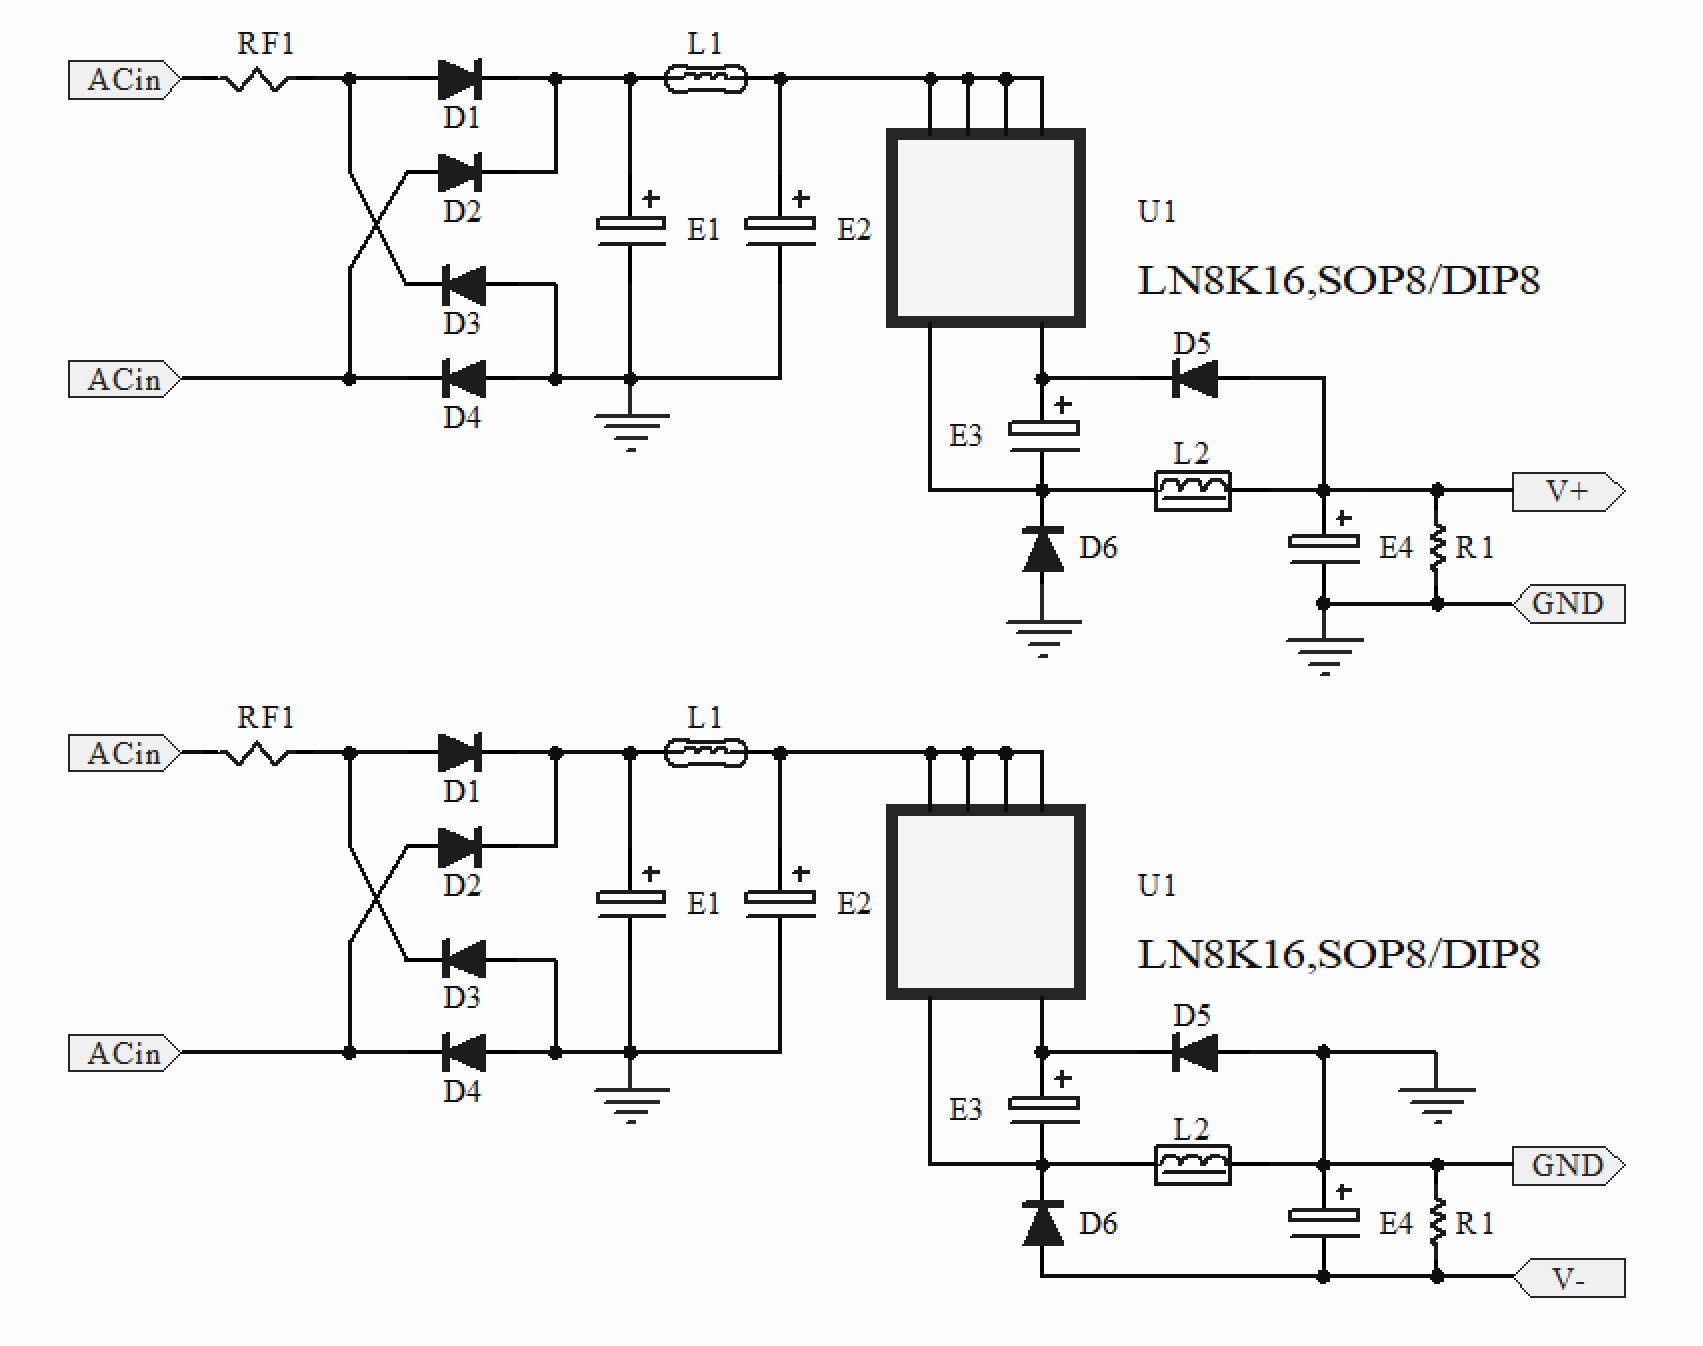 RF1
L1
ACin
D1
D2
+
+
E1
E2
U1
LN8K16,SOP8/DIP8
D3
D5
ACin
D4
+
E3
L2
V+
+
D6
E4
R1
GND
RF1
L1
ACin
D1
D2
+
+
E1
E2
U1
LN8K16,SOP8/DIP8
D3
D5
ACin
D4
+
E3
L2
GND
+
D6
E4
R1
V-